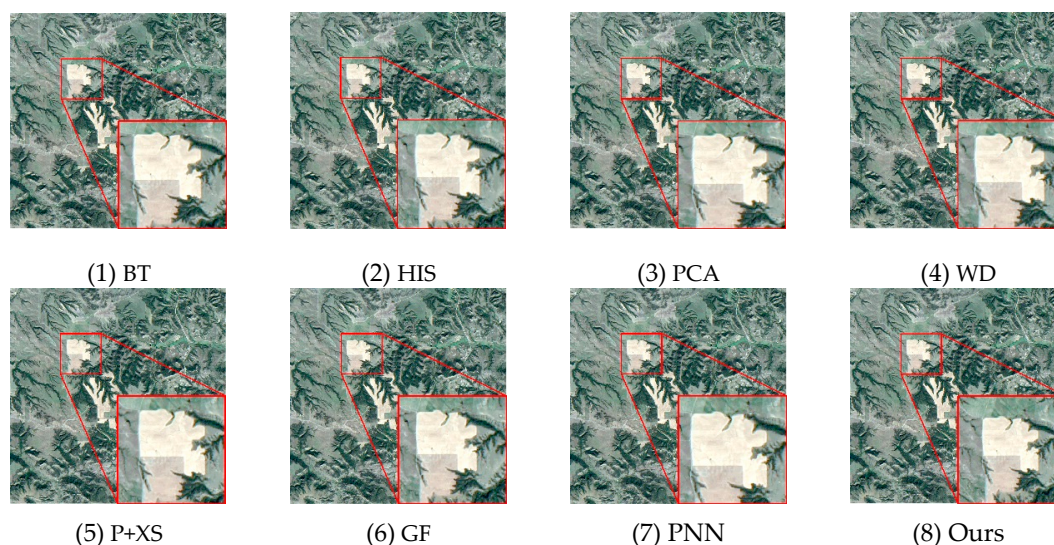 (1) BT
(2) HIS
(3) PCA
(4) WD
(5) P+XS
(6) GF
(7) PNN
(8) Ours